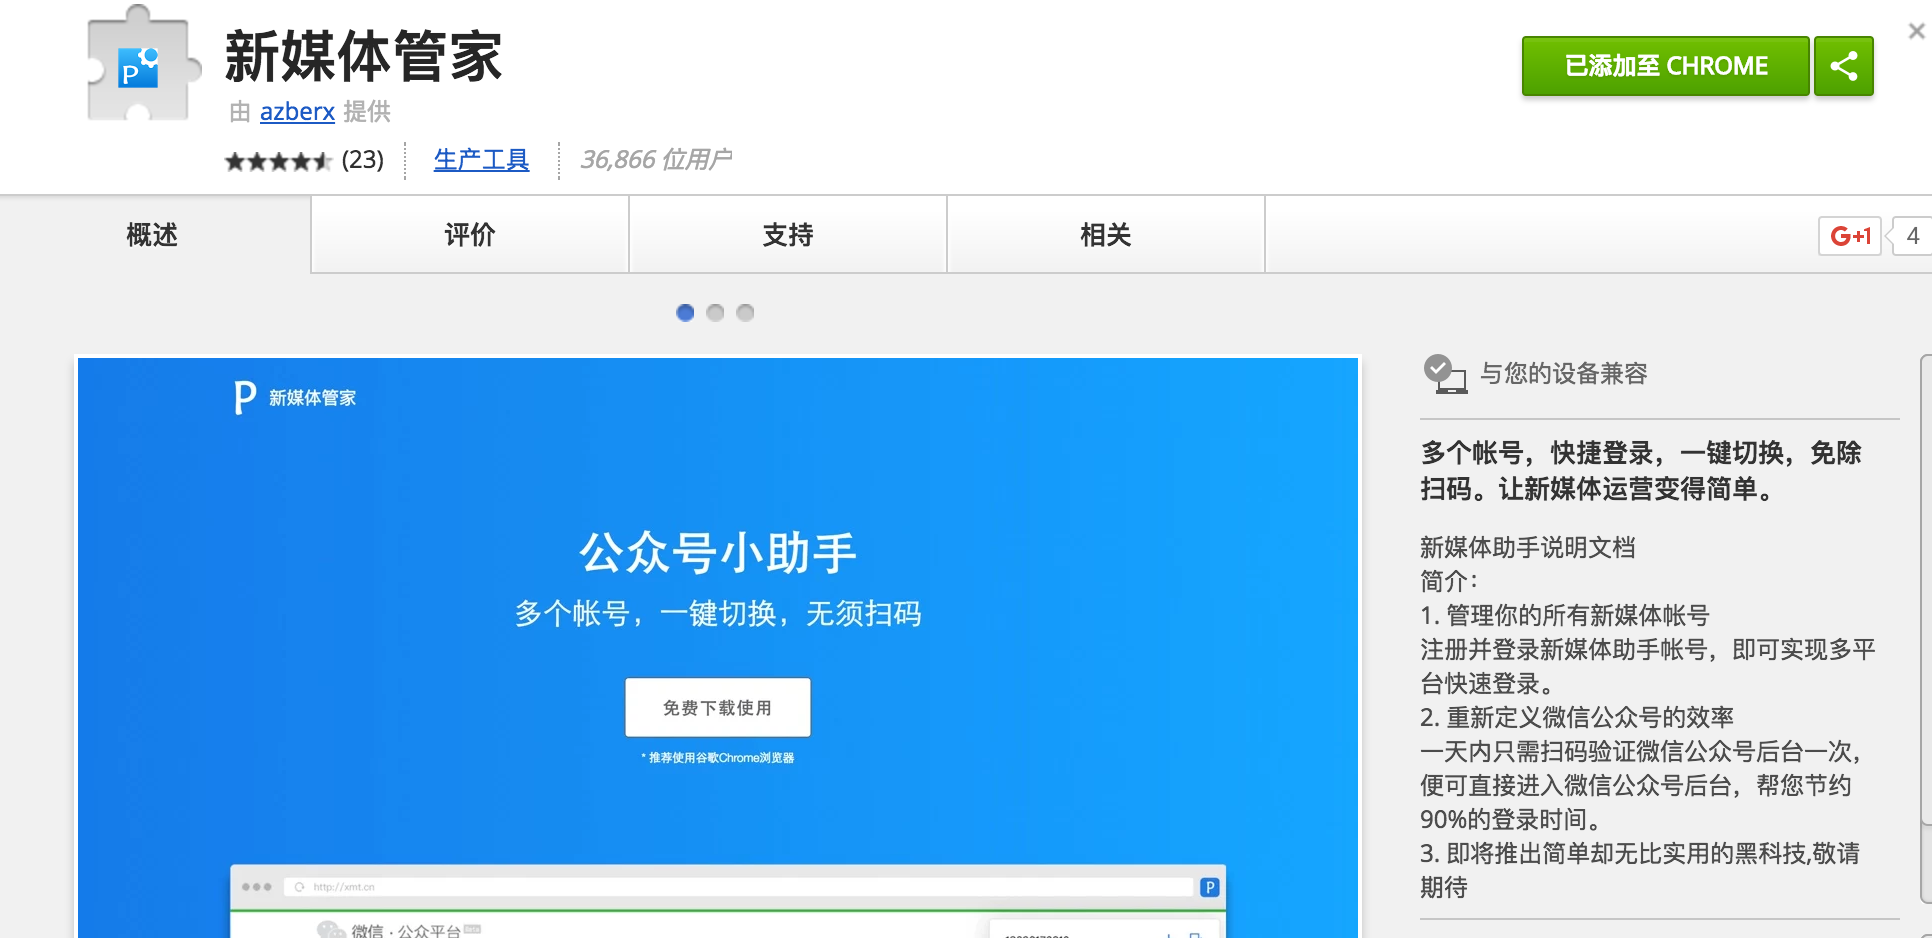 新媒体管家
已添加至 CHROME
由 azberx 提供
(23)
生产工具
36,866 位用户
概述
评价
支持
相关
G+1
4
P 新媒体管家
公众号小助手
多个帐号，一键切换，无须扫码
免费下载使用
* 推荐使用谷歌Chrome浏览器
http://xmt.cn
P
微信·公众平台
与您的设备兼容
多个帐号，快捷登录，一键切换，免除
扫码。让新媒体运营变得简单。
新媒体助手说明文档
简介：
1. 管理你的所有新媒体帐号
注册并登录新媒体助手帐号，即可实现多平
台快速登录。
2. 重新定义微信公众号的效率
一天内只需扫码验证微信公众号后台一次，
便可直接进入微信公众号后台，帮您节约
90%的登录时间。
3. 即将推出简单却无比实用的黑科技,敬请
期待